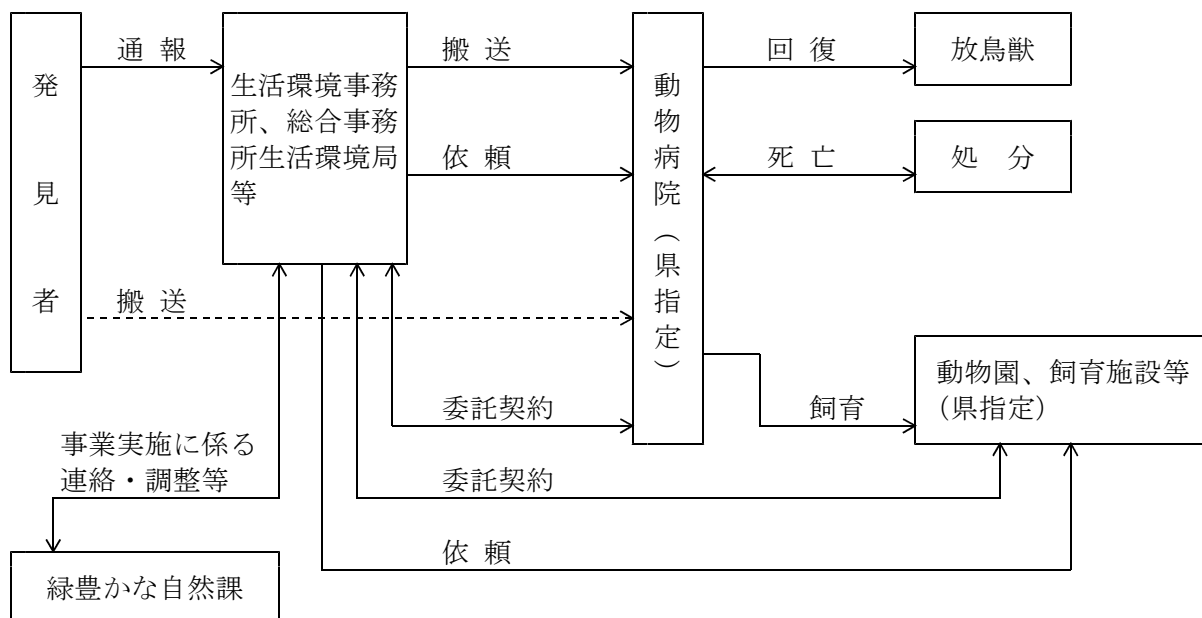 発見者
通 報
生活環境事務
所、総合事務
所生活環境局
等
搬 送
依 頼
動物病院（県指定）
回 復
放鳥獣
死 亡
処　分
搬 送
飼育
動物園、飼育施設等
（県指定）
委託契約
事業実施に係る
連絡・調整等
委託契約
依 頼
緑豊かな自然課